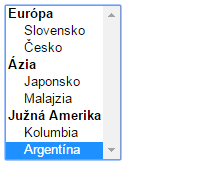 Európa
Slovensko
Česko
Ázia
Japonsko
Malajzia
Južná Amerika
Kolumbia
Argentína